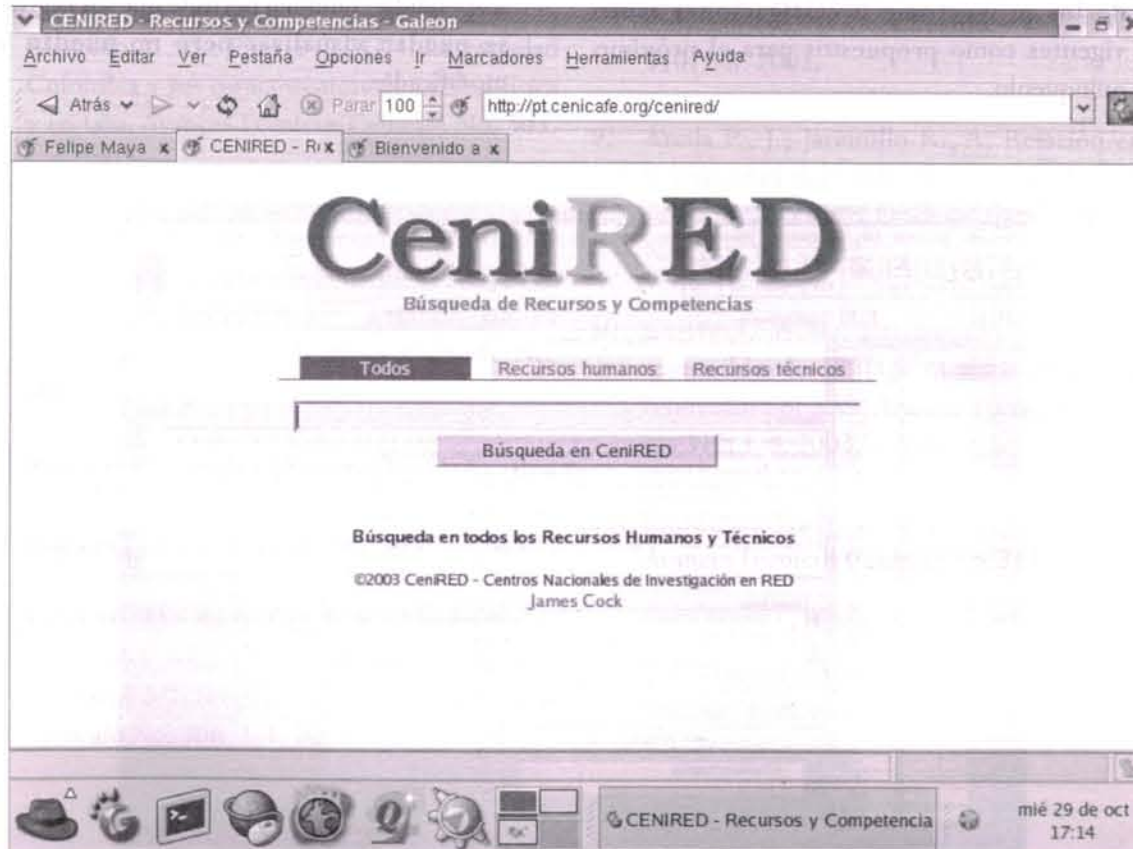 CENIRED - Recursos y Competencias - Galeon
Archivo Editar Ver Pestaña Opciones Ir Marcadores Herramientas Ayuda
Atrás Parar 100 http://pt.cenicafe.org/cenired/
Felipe Maya x CENIRED - R x Bienvenido a x
CeniRED
Búsqueda de Recursos y Competencias
Todos Recursos humanos Recursos técnicos
Búsqueda en CeniRED
Búsqueda en todos los Recursos Humanos y Técnicos
©2003 CeniRED - Centros Nacionales de Investigación en RED
James Cock
CENIRED - Recursos y Competencia mié 29 de oct
17:14